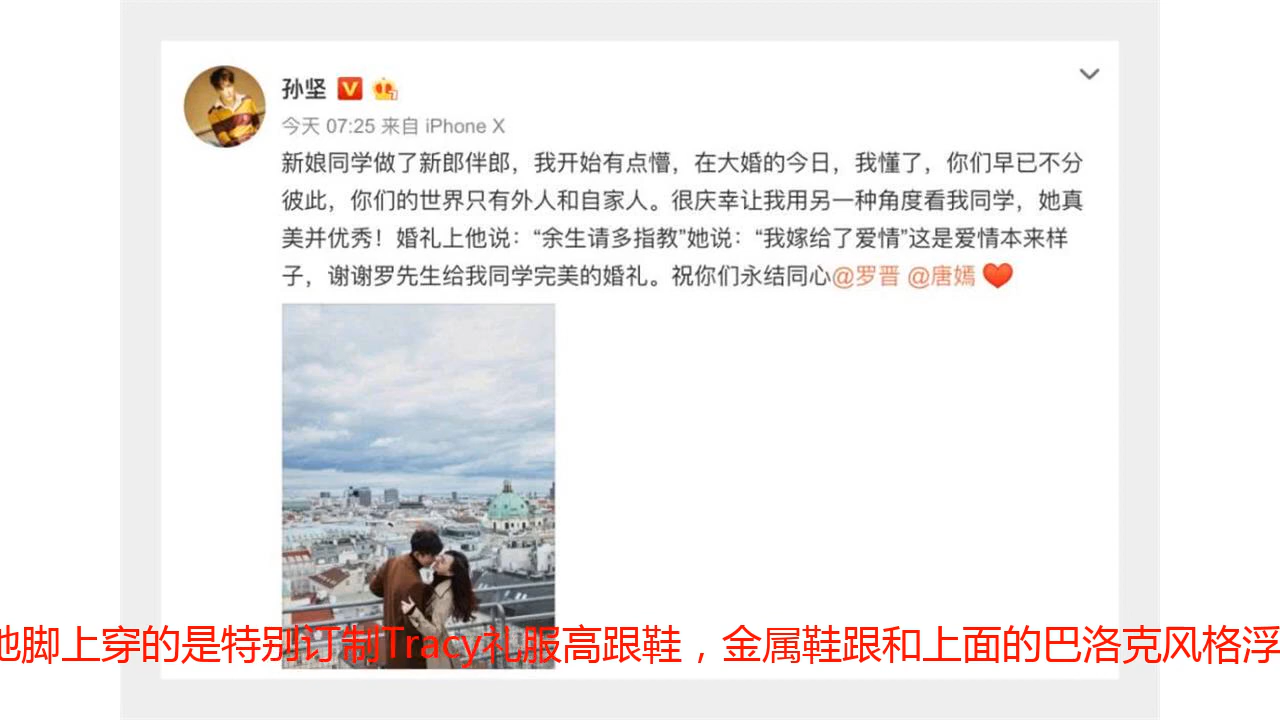 孙坚
今天 07:25 来自 iPhone X
新娘同学做了新郎伴郎，我开始有点懵，在大婚的今日，我懂了，你们早已不分
彼此，你们的世界只有外人和自家人。很庆幸让我用另一种角度看我同学，她真
美并优秀！婚礼上他说：“余生请多指教”她说：“我嫁给了爱情”这是爱情本来样
子，谢谢罗先生给我同学完美的婚礼。祝你们永结同心@罗晋 @唐嫣
脚上穿的是特别订制Tracy礼服高跟鞋，金属鞋跟和上面的巴洛克风格浮